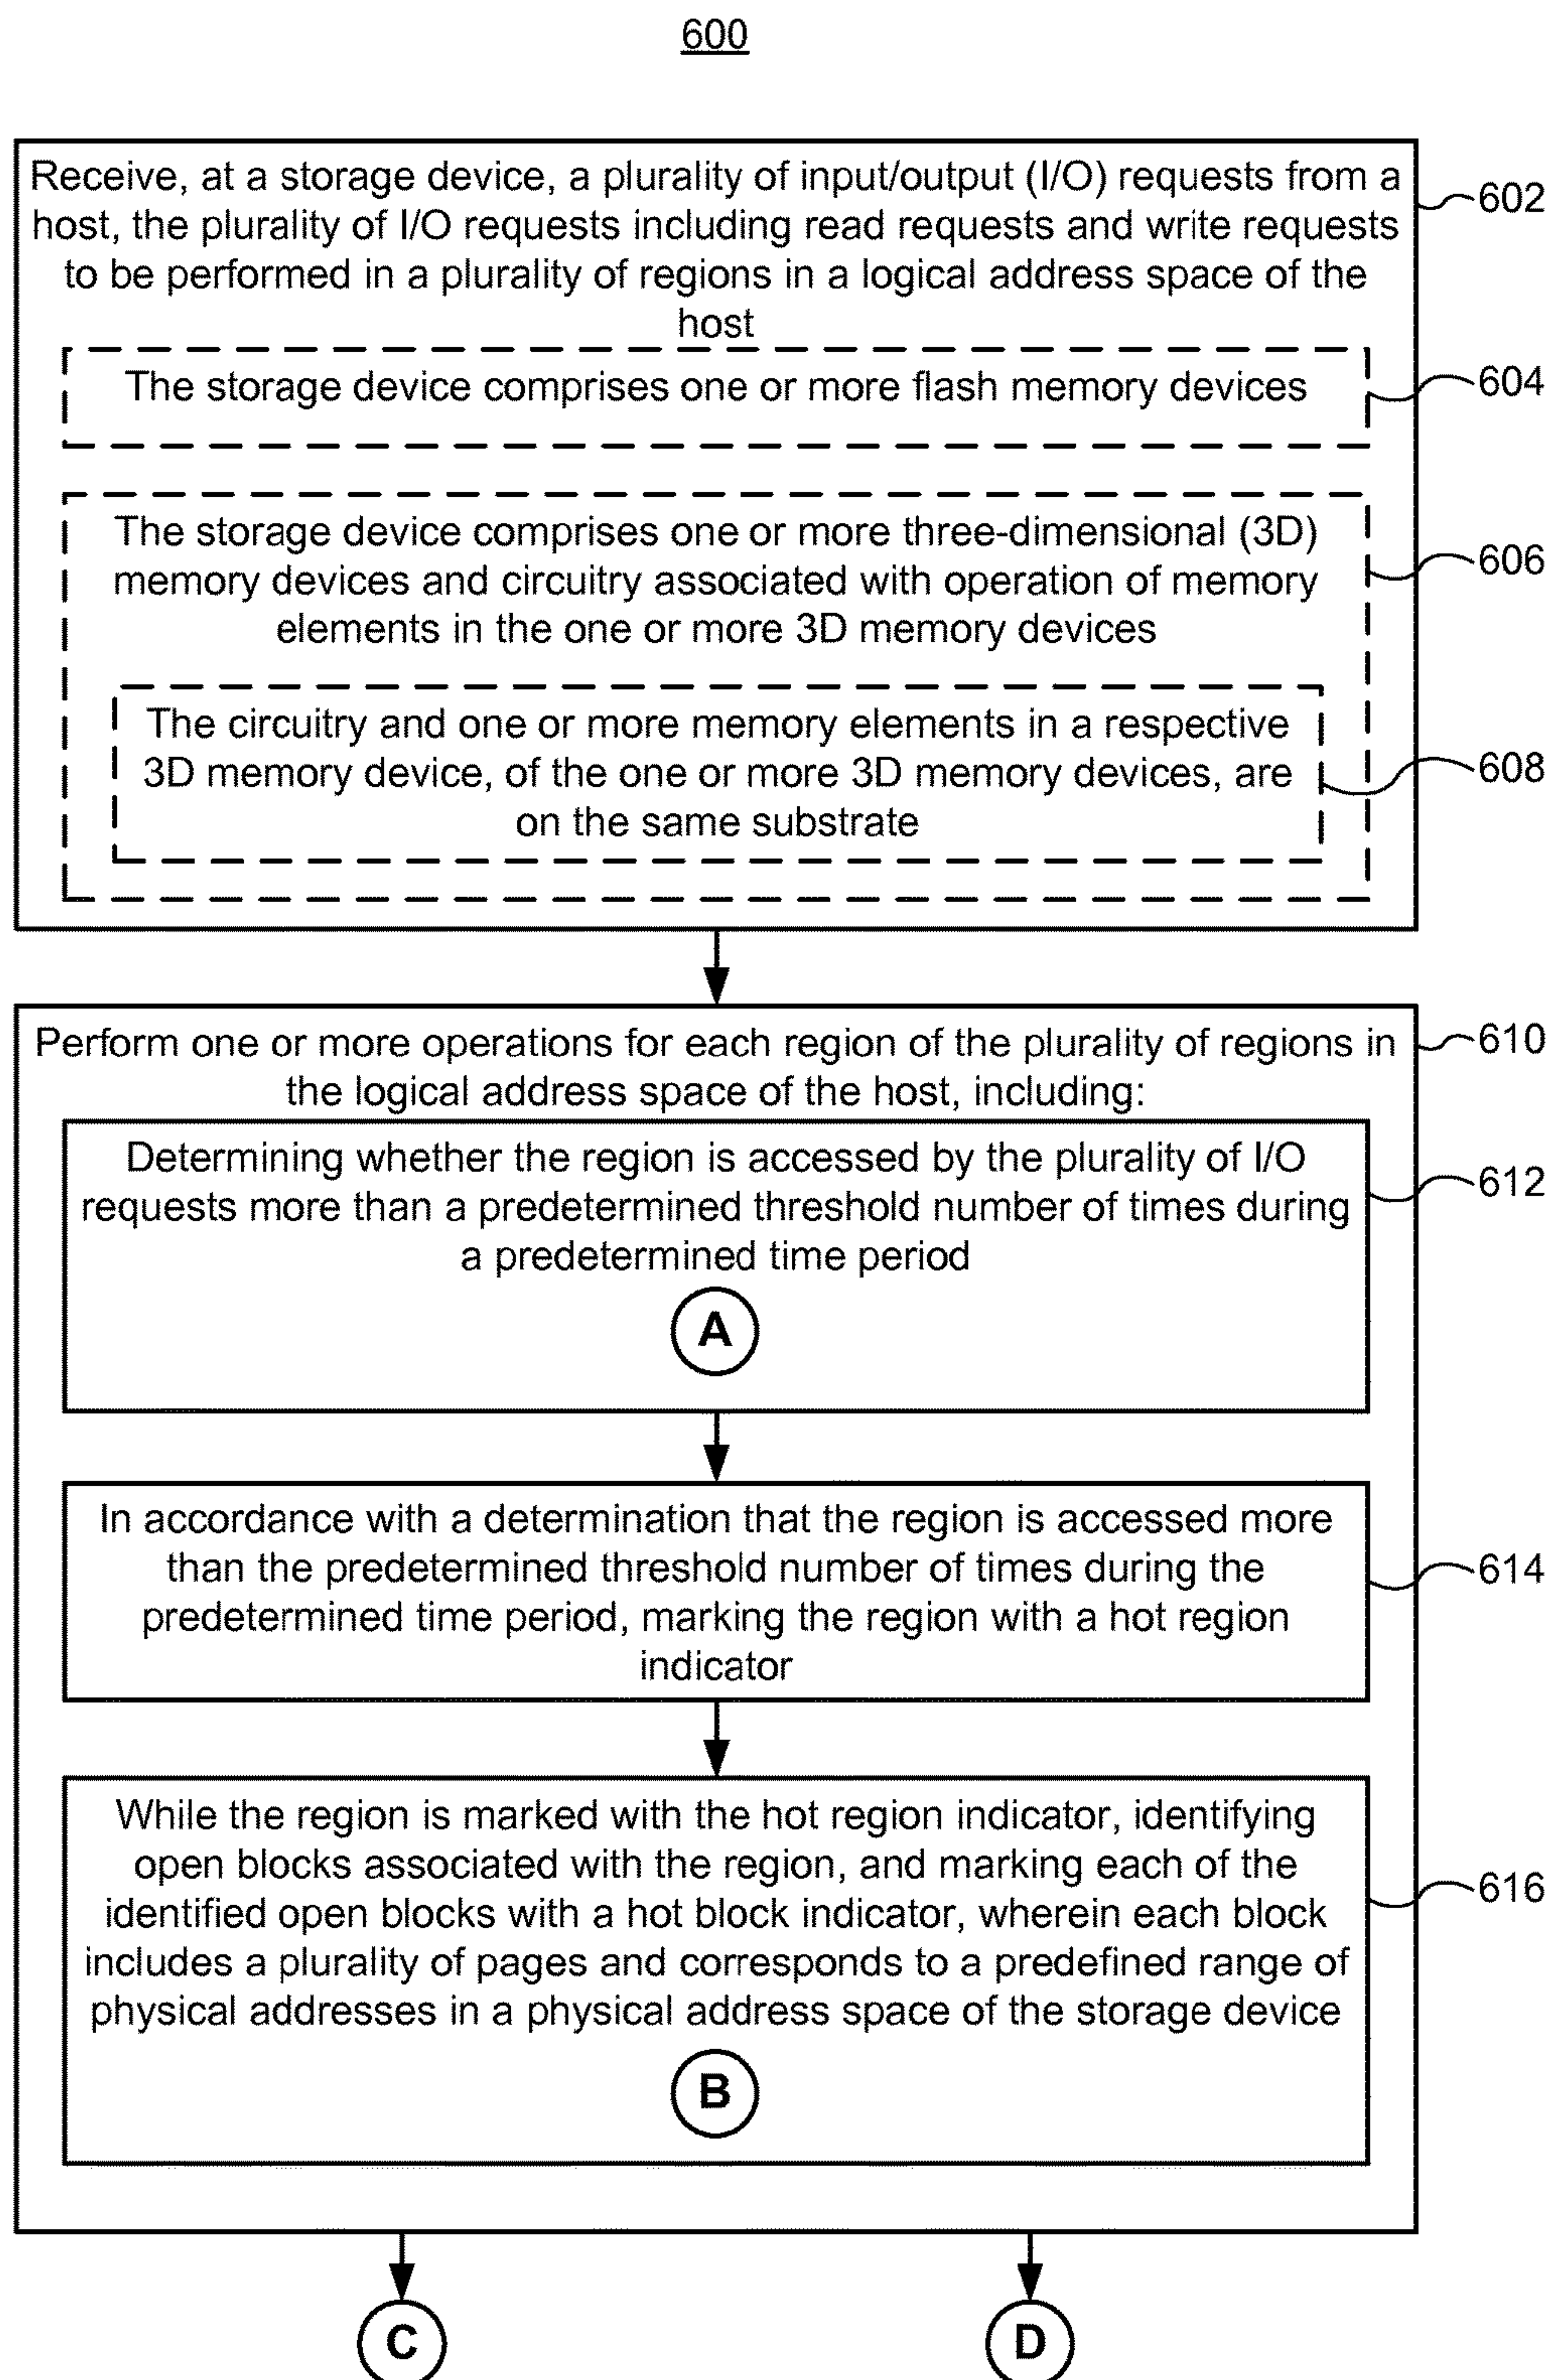 600
Receive, at a storage device, a plurality of input/output (I/O) requests from a
host, the plurality of I/O requests including read requests and write requests
to be performed in a plurality of regions in a logical address space of the
host
602
The storage device comprises one or more flash memory devices
604
The storage device comprises one or more three-dimensional (3D)
memory devices and circuitry associated with operation of memory
elements in the one or more 3D memory devices
606
The circuitry and one or more memory elements in a respective
3D memory device, of the one or more 3D memory devices, are
on the same substrate
608
Perform one or more operations for each region of the plurality of regions in
the logical address space of the host, including:
610
Determining whether the region is accessed by the plurality of I/O
requests more than a predetermined threshold number of times during
a predetermined time period
612
A
In accordance with a determination that the region is accessed more
than the predetermined threshold number of times during the
predetermined time period, marking the region with a hot region
indicator
614
While the region is marked with the hot region indicator, identifying
open blocks associated with the region, and marking each of the
identified open blocks with a hot block indicator, wherein each block
includes a plurality of pages and corresponds to a predefined range of
physical addresses in a physical address space of the storage device
616
B
C
D